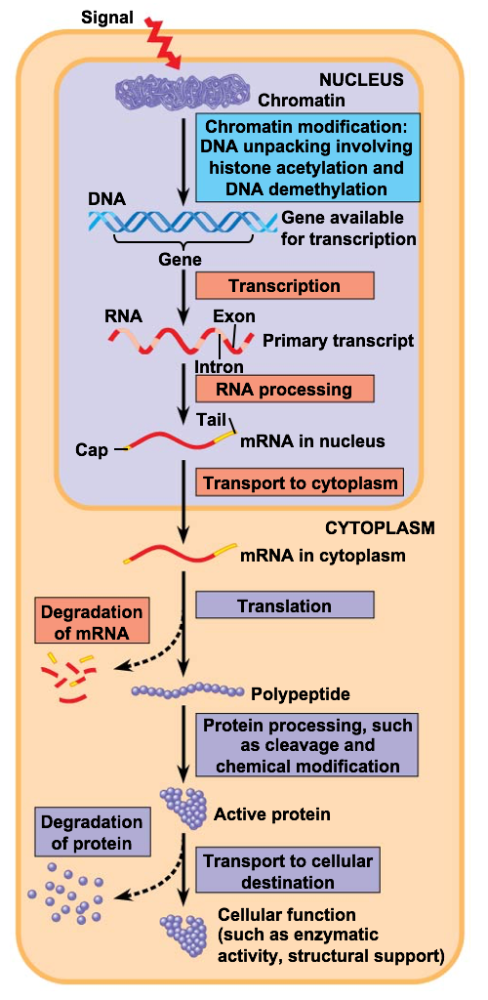 Signal
NUCLEUS
Chromatin
Chromatin modification:
DNA unpacking involving
histone acetylation and
DNA demethylation
DNA
Gene available
for transcription
Gene
Transcription
RNA
Exon
Primary transcript
Intron
RNA processing
Tail
mRNA in nucleus
Cap
Transport to cytoplasm
CYTOPLASM
mRNA in cytoplasm
Translation
Degradation
of mRNA
Polypeptide
Protein processing, such
as cleavage and
chemical modification
Active protein
Degradation
of protein
Transport to cellular
destination
Cellular function
(such as enzymatic
activity, structural support)